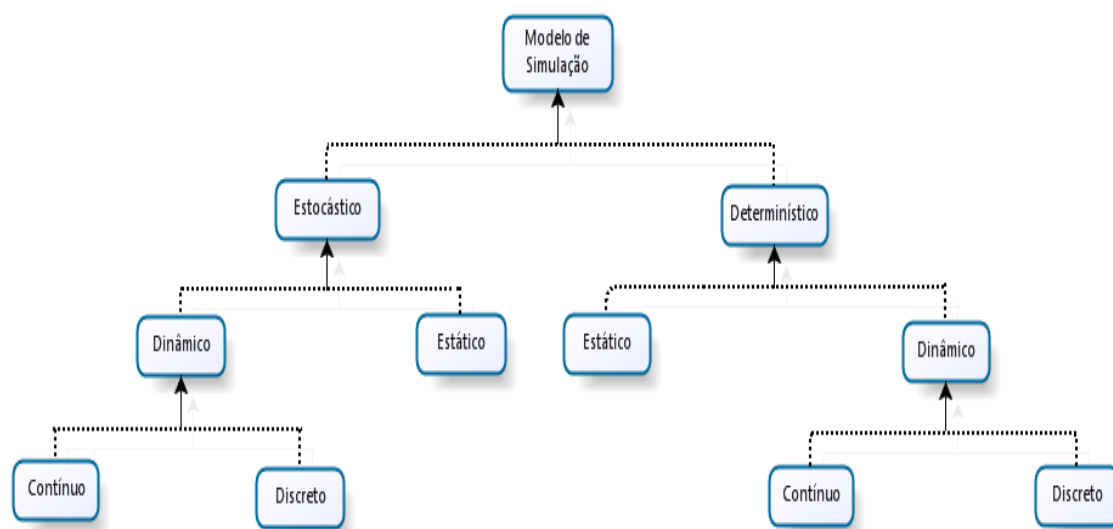 Modelo de
Simulação
Estocástico
Determinístico
Dinâmico
Estático
Estático
Dinâmico
Contínuo
Discreto
Contínuo
Discreto